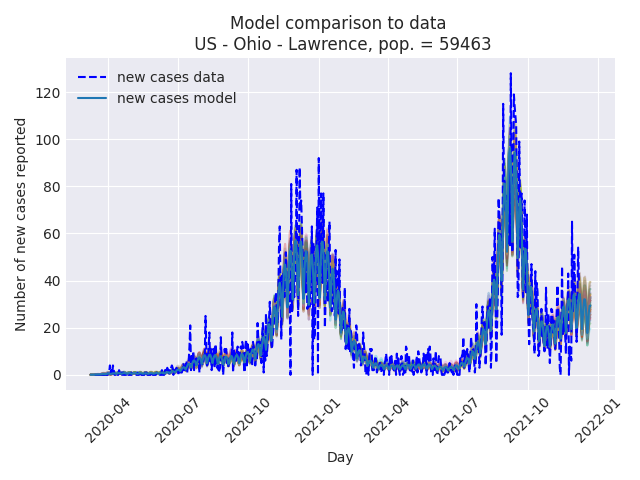 Model comparison to data
US - Ohio - Lawrence, pop. = 59463
new cases data
new cases model
Number of new cases reported
120
100
80
60
40
20
0
2020-04
2020-07
2020-10
2021-01
2021-04
2021-07
2021-10
2022-01
Day